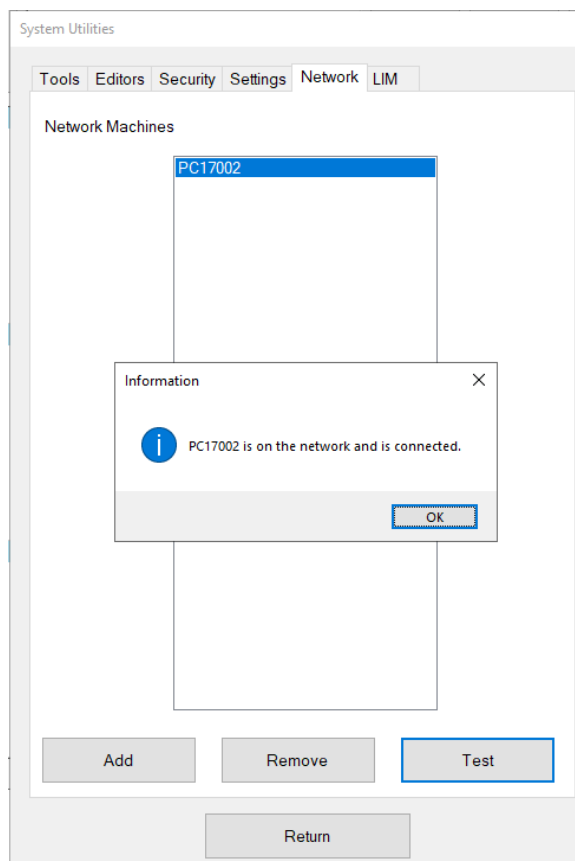 System Utilities
Tools Editors Security Settings Network LIM
Network Machines
PC17002
Information
PC17002 is on the network and is connected.
OK
Add Remove Test
Return